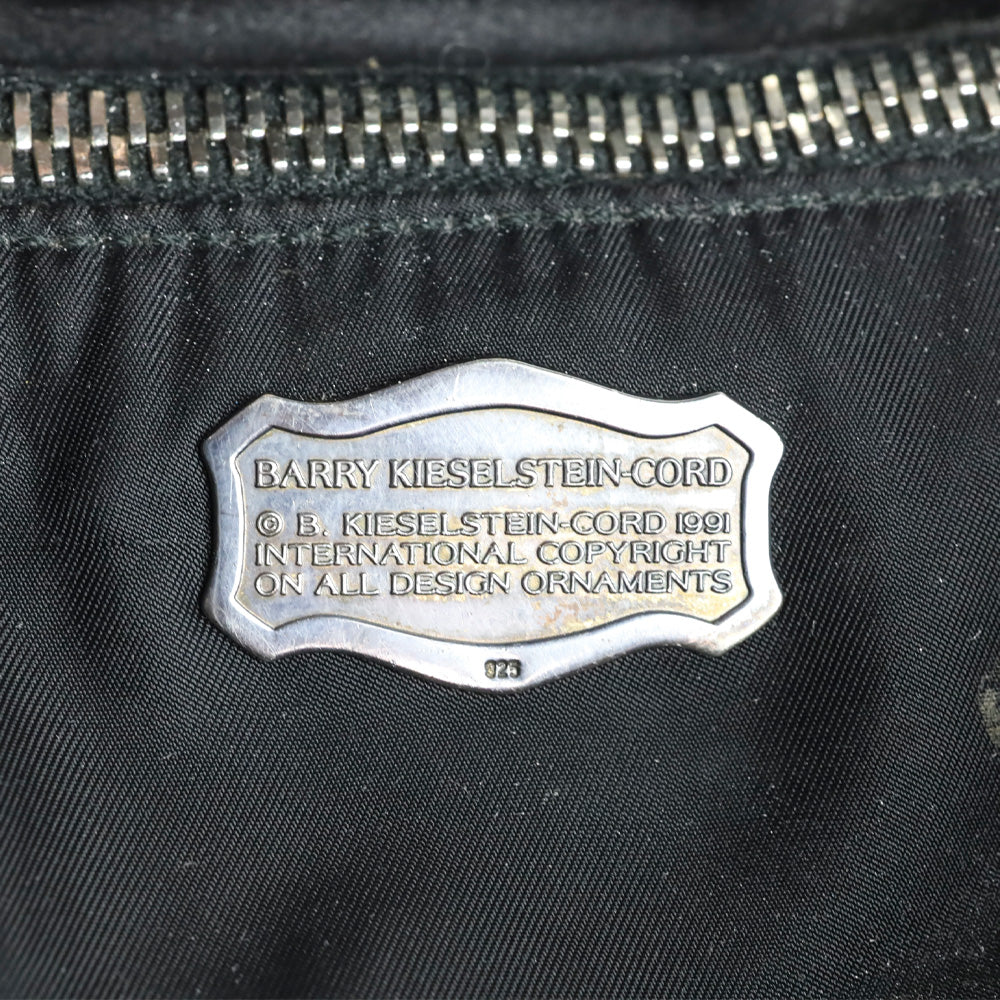 BARRY KIESELSTEIN-CORD
© B. KIESELSTEIN-CORD 1991
INTERNATIONAL COPYRIGHT
ON ALL DESIGN ORNAMENTS
925